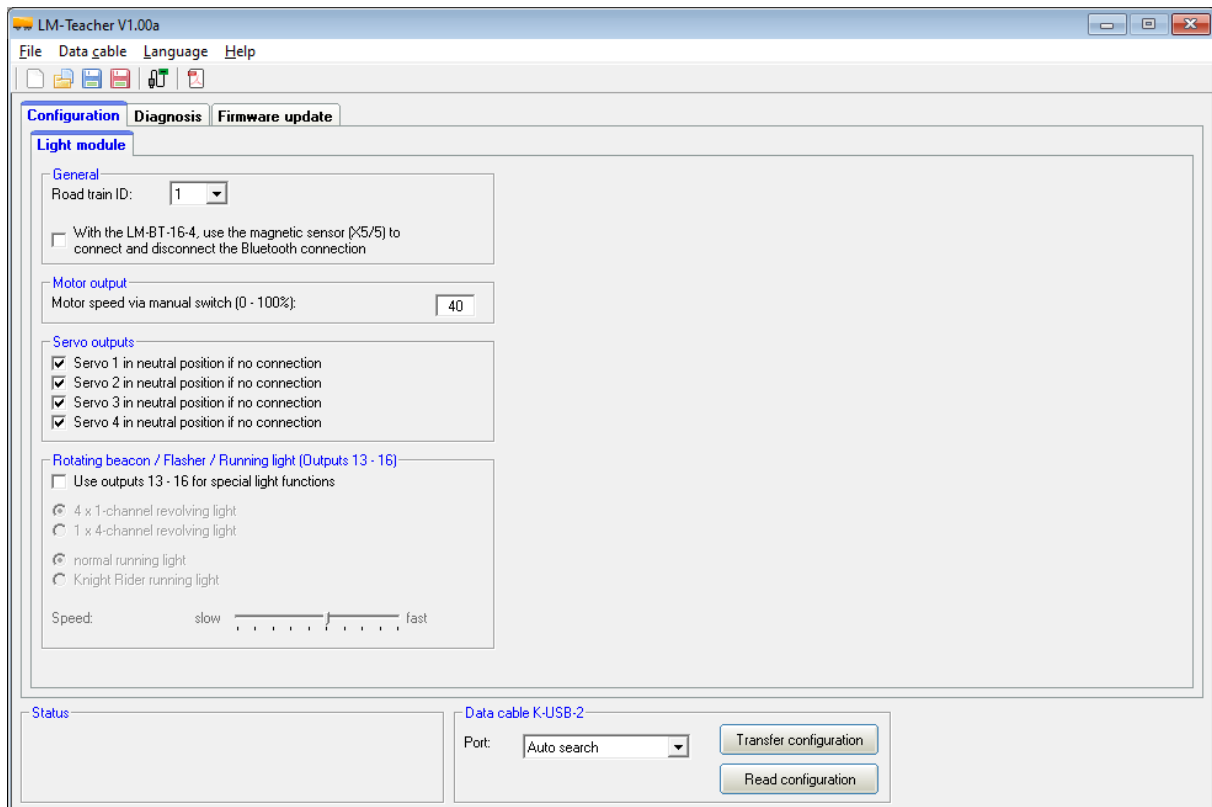 LM-Teacher V1.00a
File Data cable Language Help
Configuration Diagnosis Firmware update
Light module
General
Road train ID: 1
With the LM-BT-16-4, use the magnetic sensor (X5/5) to
connect and disconnect the Bluetooth connection
Motor output
Motor speed via manual switch (0 - 100%): 40
Servo outputs
Servo 1 in neutral position if no connection
Servo 2 in neutral position if no connection
Servo 3 in neutral position if no connection
Servo 4 in neutral position if no connection
Rotating beacon / Flasher / Running light (Outputs 13 - 16)
Use outputs 13 - 16 for special light functions
4 x 1-channel revolving light
1 x 4-channel revolving light
normal running light
Knight Rider running light
Speed: slow fast
Status
Data cable K-USB-2
Port: Auto search
Transfer configuration
Read configuration